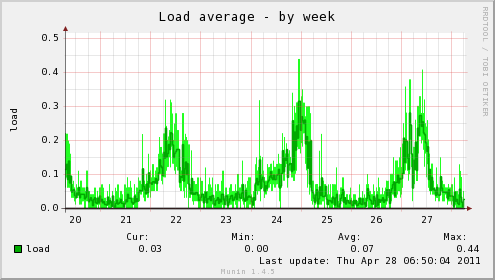 Load average - by week
RRDTOOL / TOBI OETIKER
load
0.5
0.4
0.3
0.2
0.1
0.0
20 21 22 23 24 25 26 27
Cur: Min: Avg: Max:
load 0.03 0.00 0.07 0.44
Last update: Thu Apr 28 06:50:04 2011
Munin 1.4.5